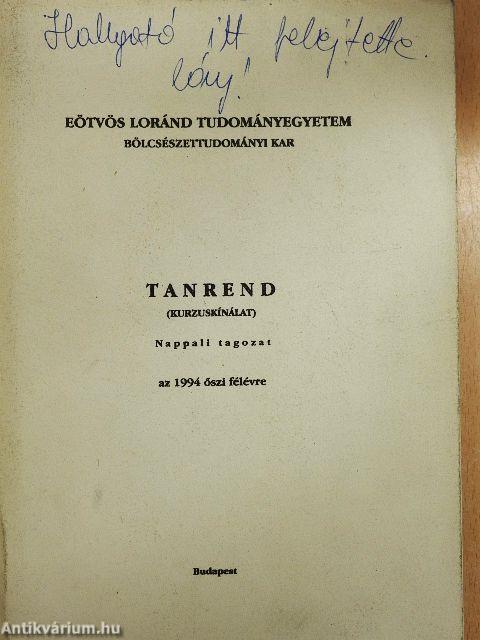 Hallgató itt felejtette.
lány!
EÖTVÖS LORÁND TUDOMÁNYEGYETEM
BÖLCSÉSZETTUDOMÁNYI KAR
TANREND
(KURZUSKÍNÁLAT)
Nappali tagozat
az 1994 őszi félévre
Budapest
Antikvárium.hu